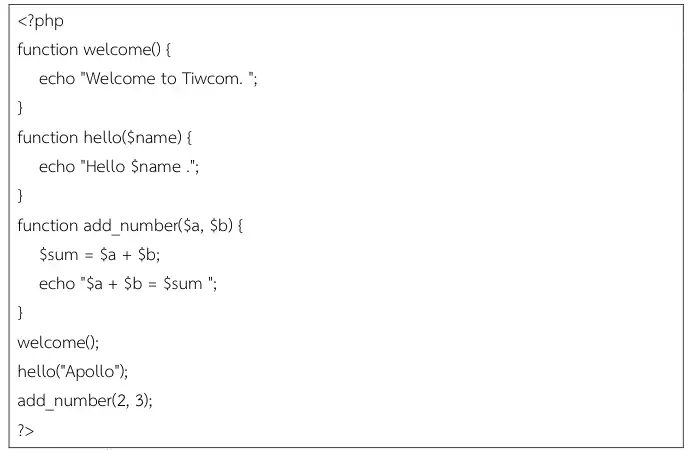 <?php
function welcome() {
echo "Welcome to Tiwcom. ";
}
function hello($name) {
echo "Hello $name .";
}
function add_number($a, $b) {
$sum = $a + $b;
echo "$a + $b = $sum ";
}
welcome();
hello("Apollo");
add_number(2, 3);
?>